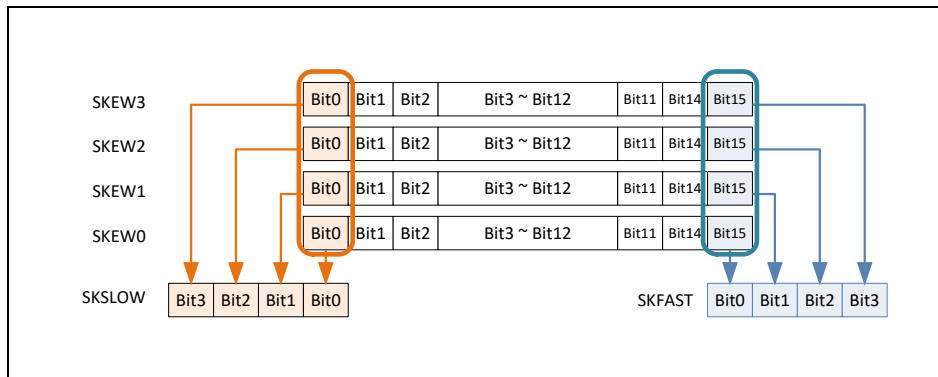 SKEW3 Bit0 Bit1 Bit2 Bit3 ~ Bit12 Bit11 Bit14 Bit15
SKEW2 Bit0 Bit1 Bit2 Bit3 ~ Bit12 Bit11 Bit14 Bit15
SKEW1 Bit0 Bit1 Bit2 Bit3 ~ Bit12 Bit11 Bit14 Bit15
SKEW0 Bit0 Bit1 Bit2 Bit3 ~ Bit12 Bit11 Bit14 Bit15
SKSLOW Bit3 Bit2 Bit1 Bit0 SKFAST Bit0 Bit1 Bit2 Bit3